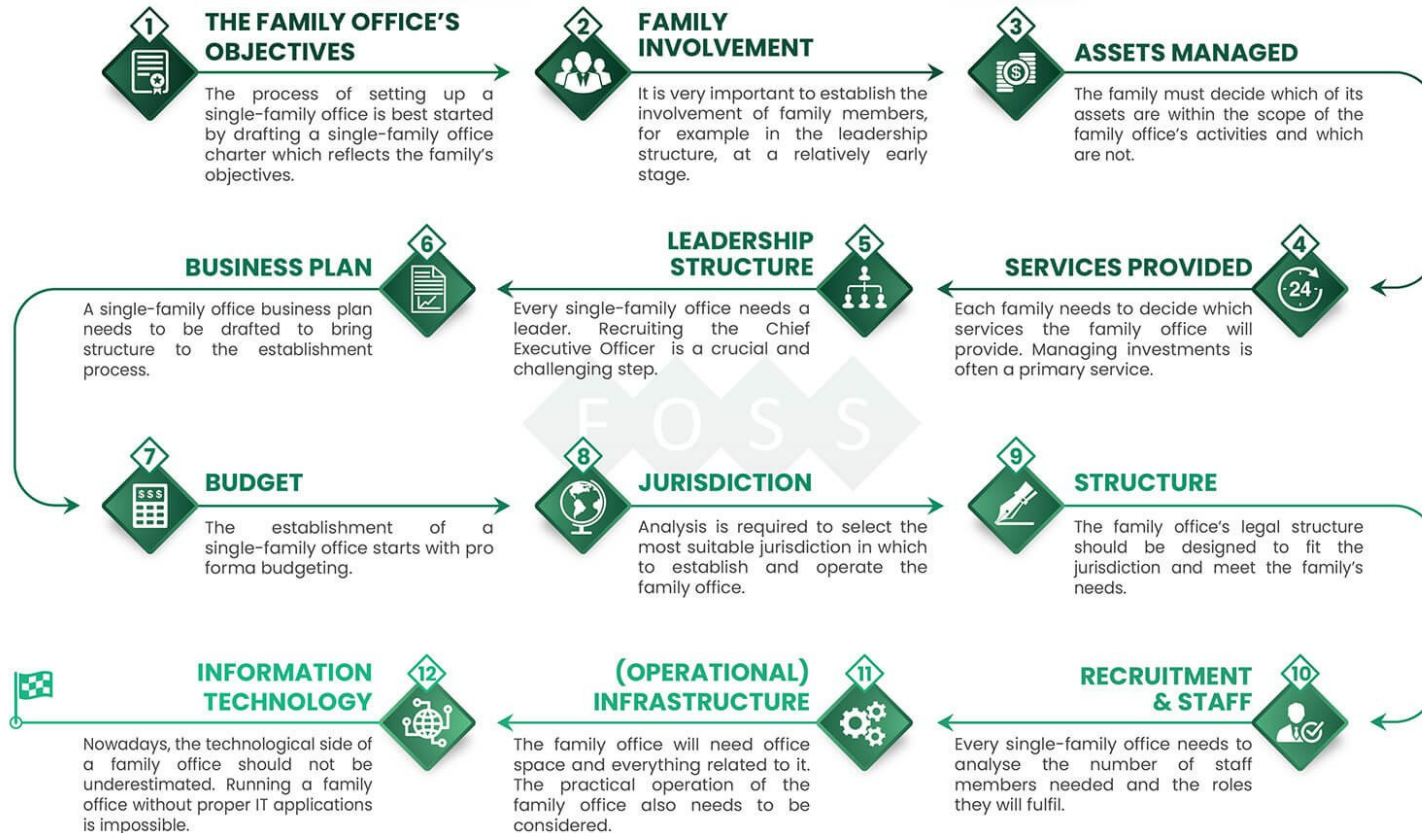 1
THE FAMILY OFFICE'S
OBJECTIVES
The process of setting up a
single-family office is best started
by drafting a single-family office
charter which reflects the family's
objectives.
2
FAMILY
INVOLVEMENT
It is very important to establish the
involvement of family members,
for example in the leadership
structure, at a relatively early
stage.
3
ASSETS MANAGED
The family must decide which of its
assets are within the scope of the
family office's activities and which
are not.
4
24
SERVICES PROVIDED
Each family needs to decide which
services the family office will
provide. Managing investments is
often a primary service.
5
LEADERSHIP
STRUCTURE
Every single-family office needs a
leader. Recruiting the Chief
Executive Officer is a crucial and
challenging step.
6
BUSINESS PLAN
A single-family office business plan
needs to be drafted to bring
structure to the establishment
process.
FOSS
7
$$$
BUDGET
The establishment of a
single-family office starts with pro
forma budgeting.
8
JURISDICTION
Analysis is required to select the
most suitable jurisdiction in which
to establish and operate the
family office.
9
STRUCTURE
The family office's legal structure
should be designed to fit the
jurisdiction and meet the family's
needs.
10
RECRUITMENT
& STAFF
Every single-family office needs to
analyse the number of staff
members needed and the roles
they will fulfil.
11
(OPERATIONAL)
INFRASTRUCTURE
The family office will need office
space and everything related to it.
The practical operation of the
family office also needs to be
considered.
12
INFORMATION
TECHNOLOGY
Nowadays, the technological side of
a family office should not be
underestimated. Running a family
office without proper IT applications
is impossible.